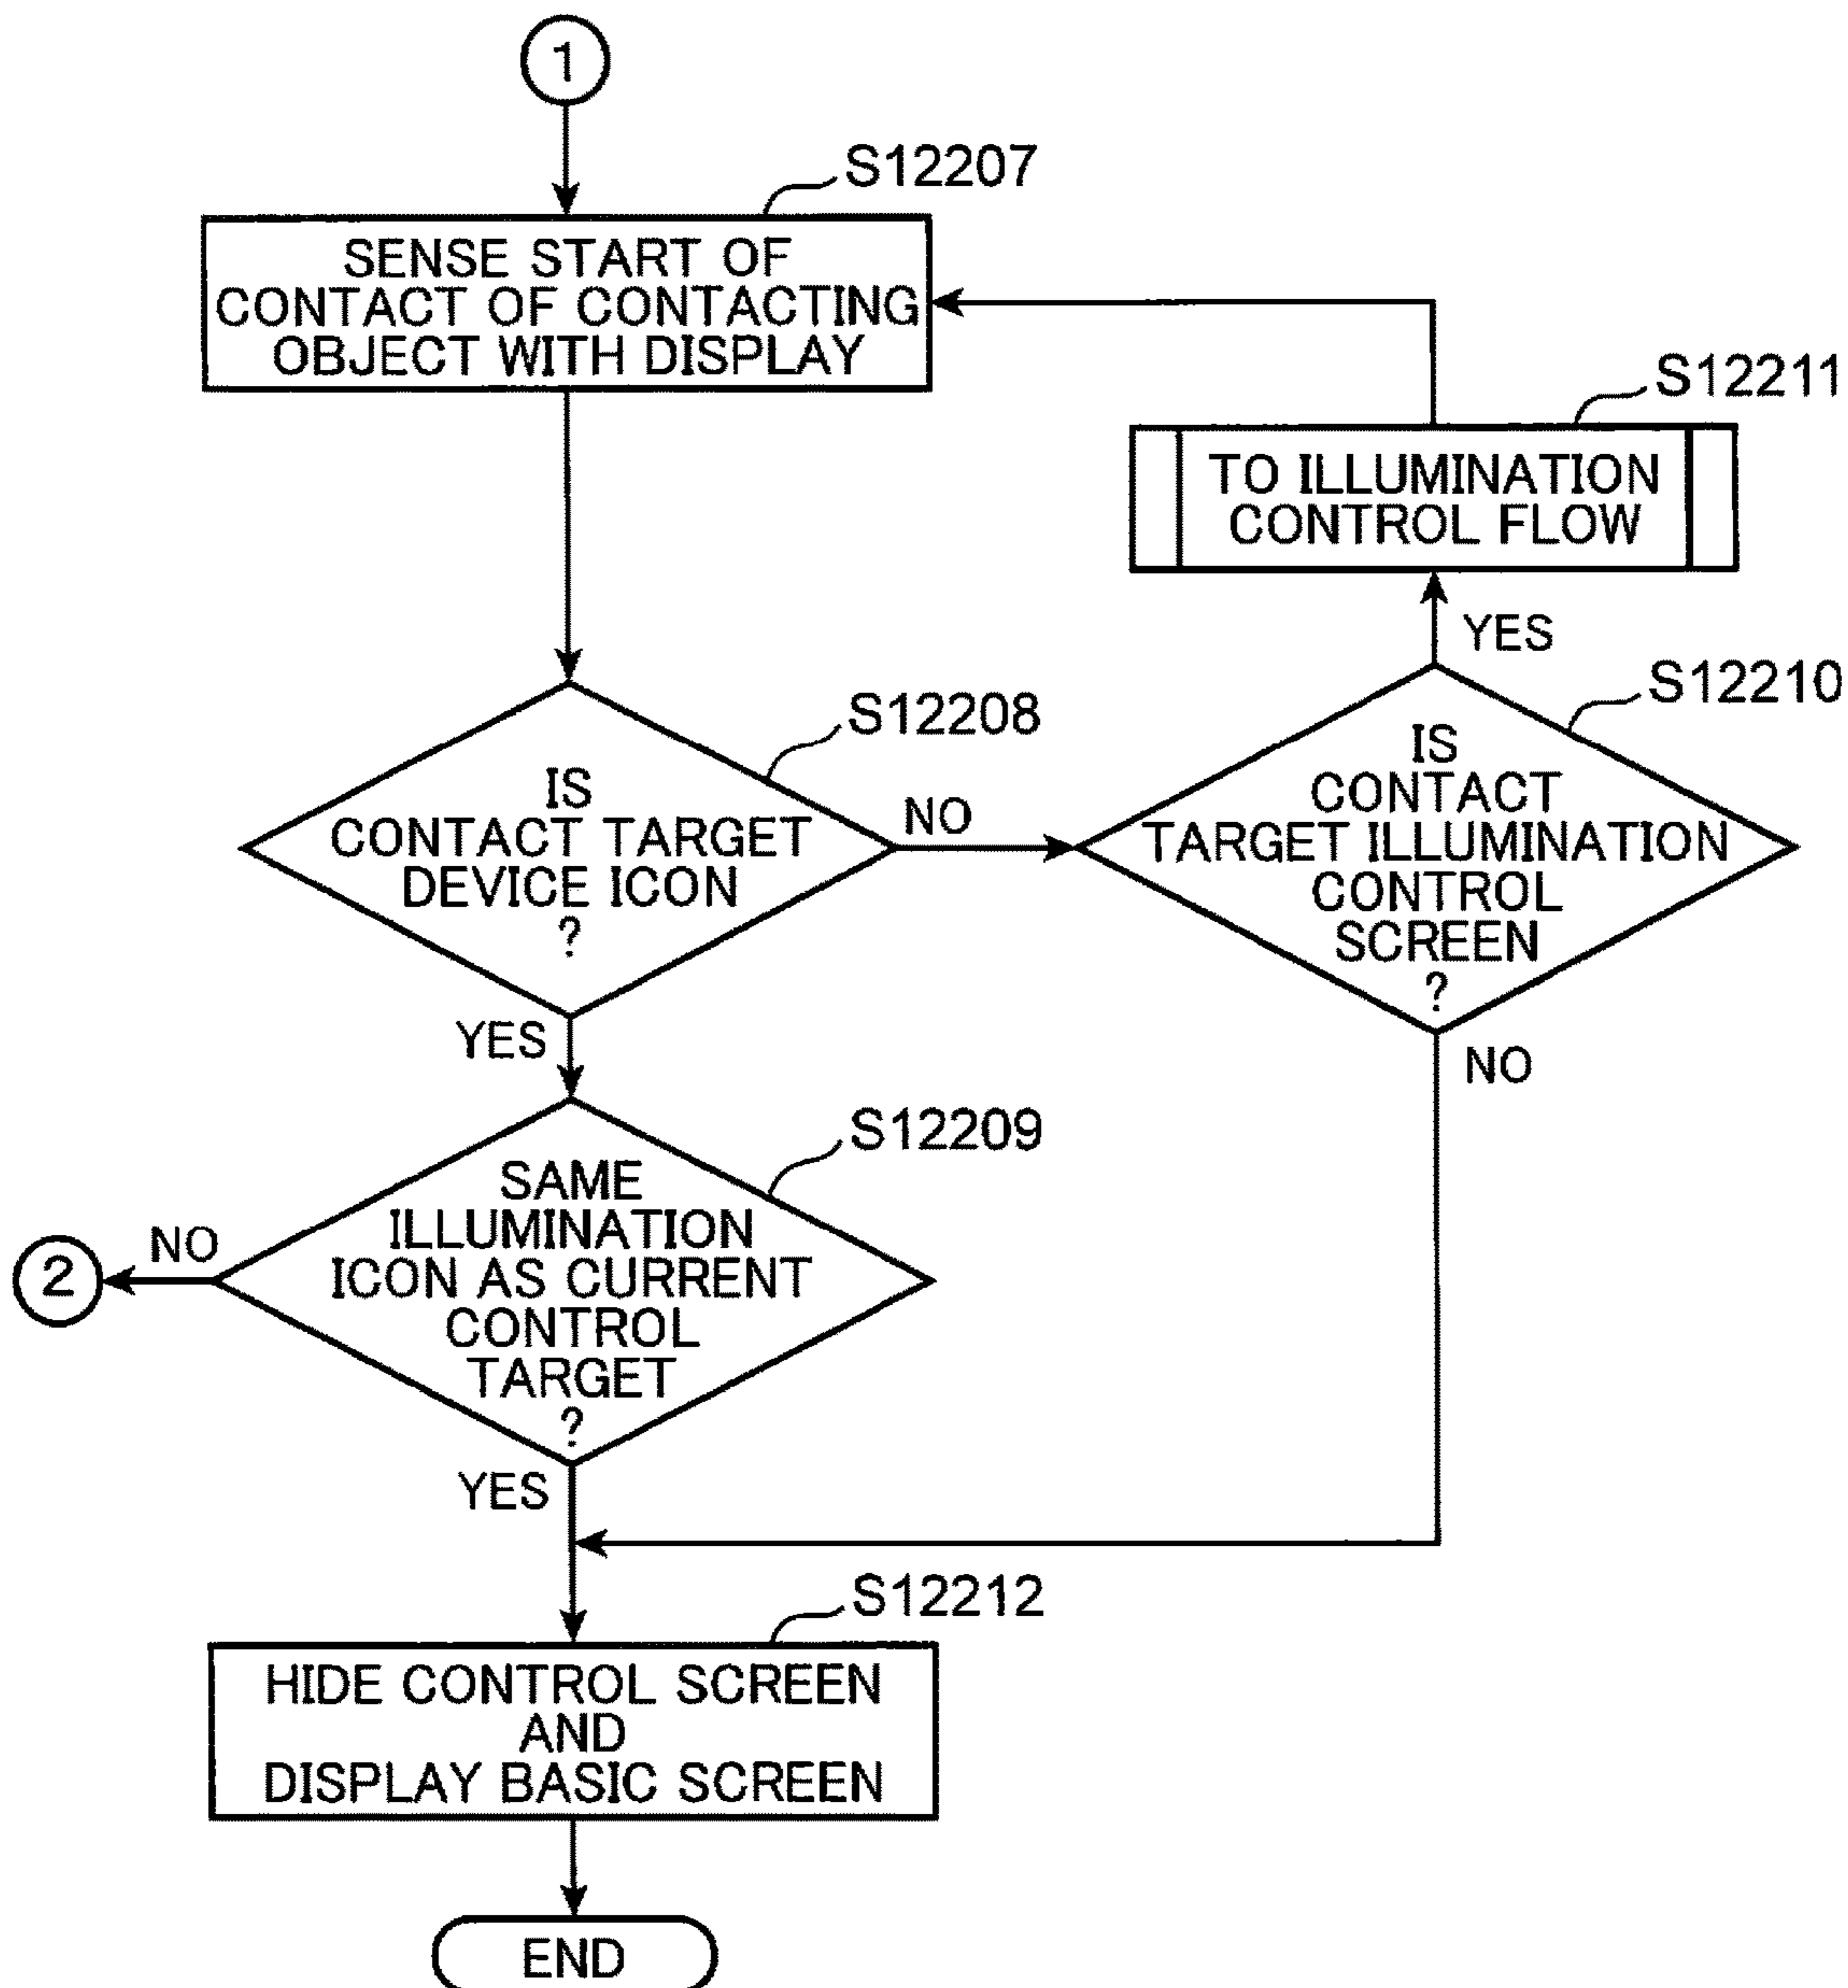 1
S12207
SENSE START OF
CONTACT OF CONTACTING
OBJECT WITH DISPLAY
S12211
TO ILLUMINATION
CONTROL FLOW
YES
S12210
IS
CONTACT
TARGET ILLUMINATION
CONTROL
SCREEN
?
NO
S12208
IS
CONTACT TARGET
DEVICE ICON
?
NO
YES
S12209
SAME
ILLUMINATION
ICON AS CURRENT
CONTROL
TARGET
?
NO
2
YES
S12212
HIDE CONTROL SCREEN
AND
DISPLAY BASIC SCREEN
END